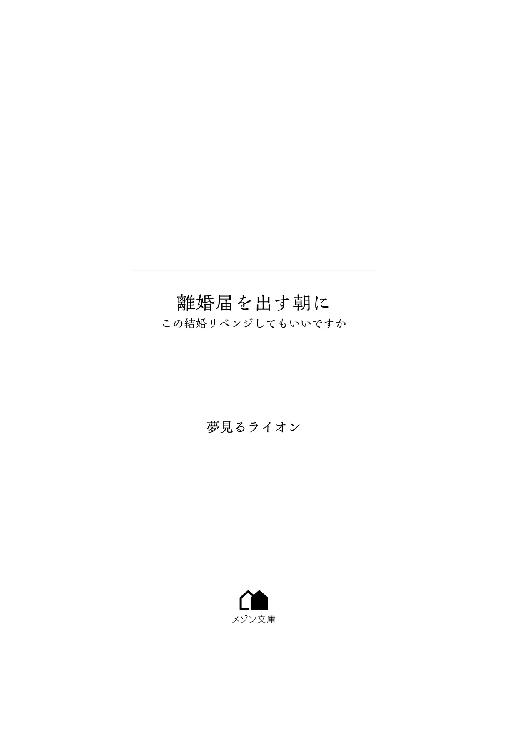 離婚届を出す朝に
この結婚リベンジしてもいいですか
夢見るライオン
メゾン文庫